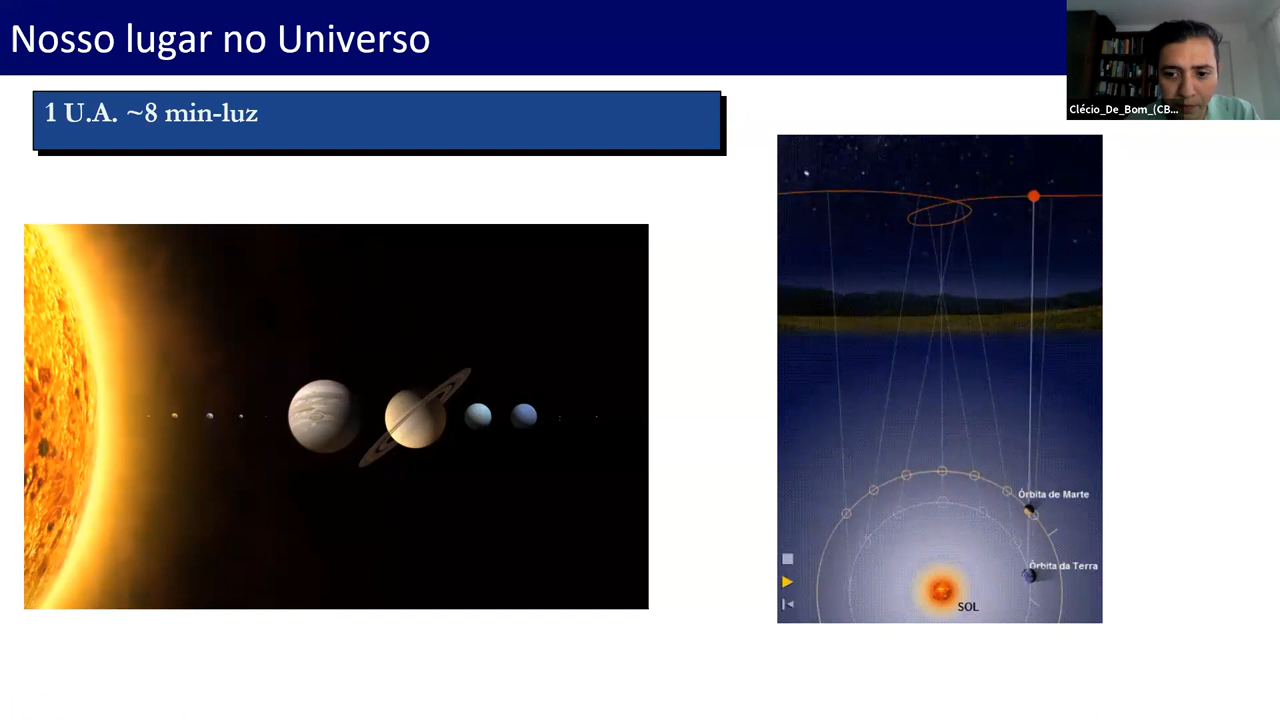 Nosso lugar no Universo
Clécio_De_Bom_(CB...
1 U.A. ~8 min-luz
Órbita de Marte
Órbita da Terra
SOL